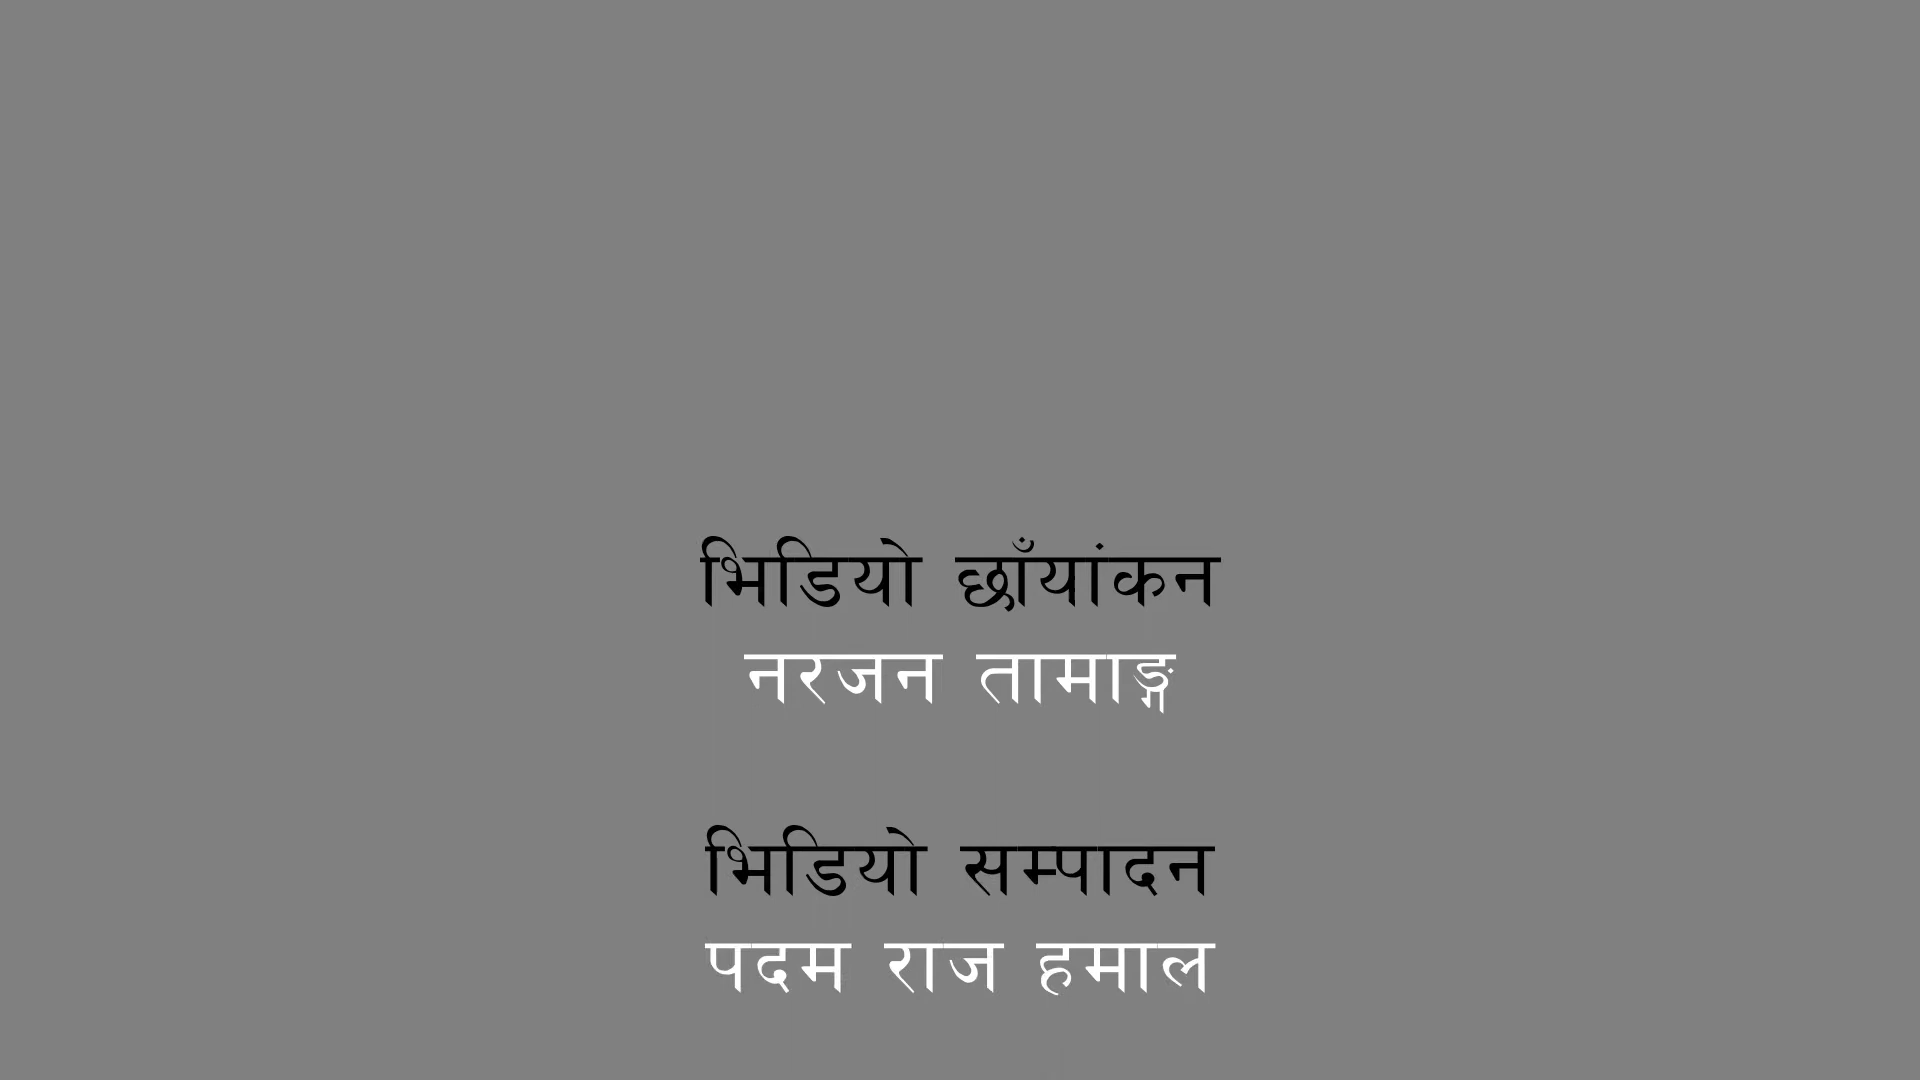 भिडियो छाँयांकन
नरजन तामाङ्ग
भिडियो सम्पादन
पदम राज हमाल